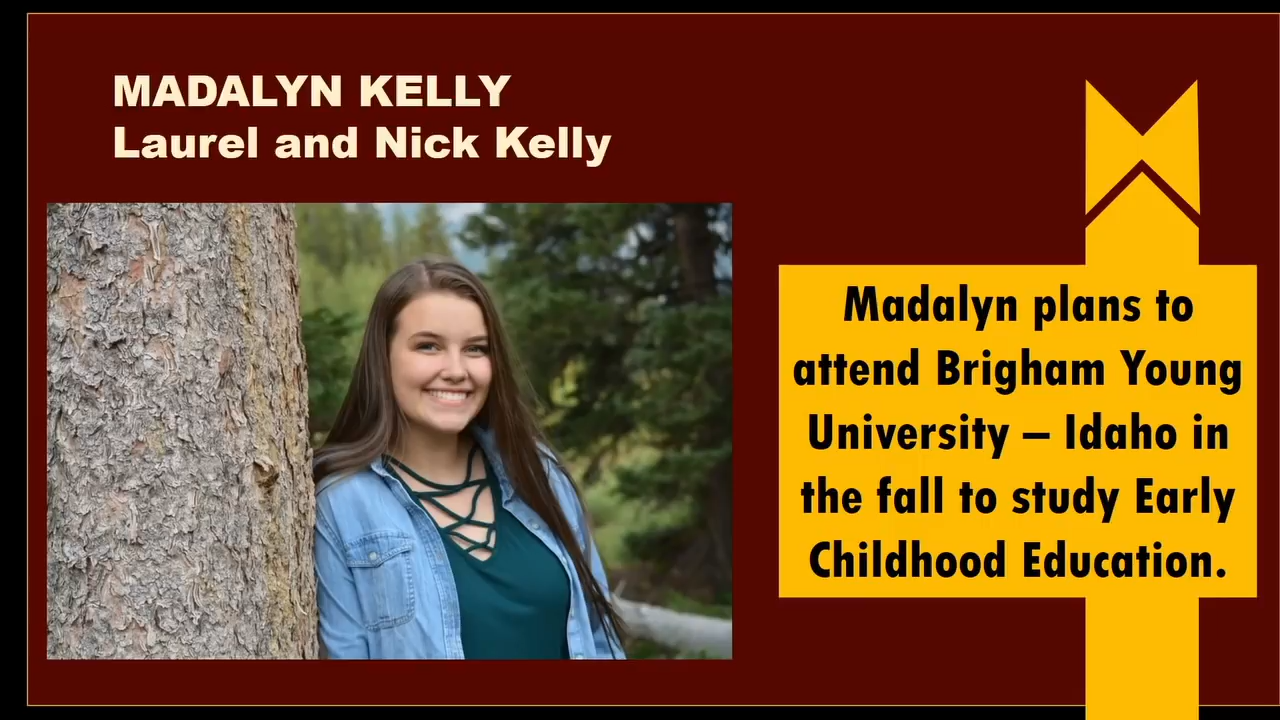 MADALYN KELLY
Laurel and Nick Kelly
Madalyn plans to
attend Brigham Young
University – Idaho in
the fall to study Early
Childhood Education.